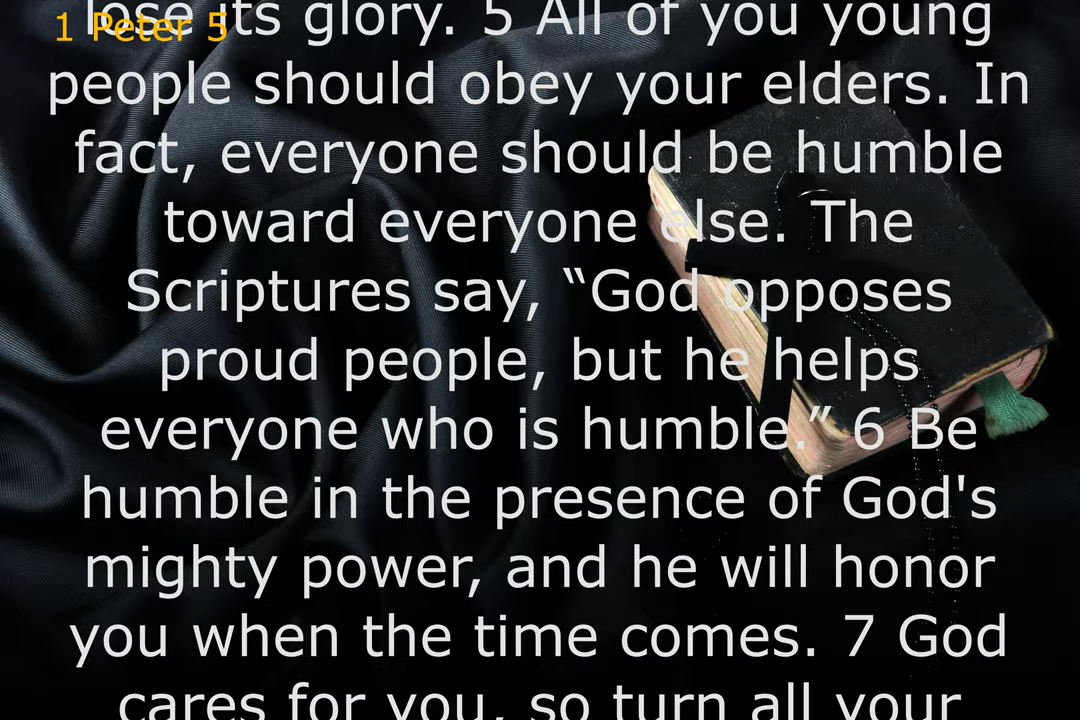 1 Peter 5
lose its glory. 5 All of you young
people should obey your elders. In
fact, everyone should be humble
toward everyone else. The
Scriptures say, “God opposes
proud people, but he helps
everyone who is humble.” 6 Be
humble in the presence of God's
mighty power, and he will honor
you when the time comes. 7 God
cares for you, so turn all your